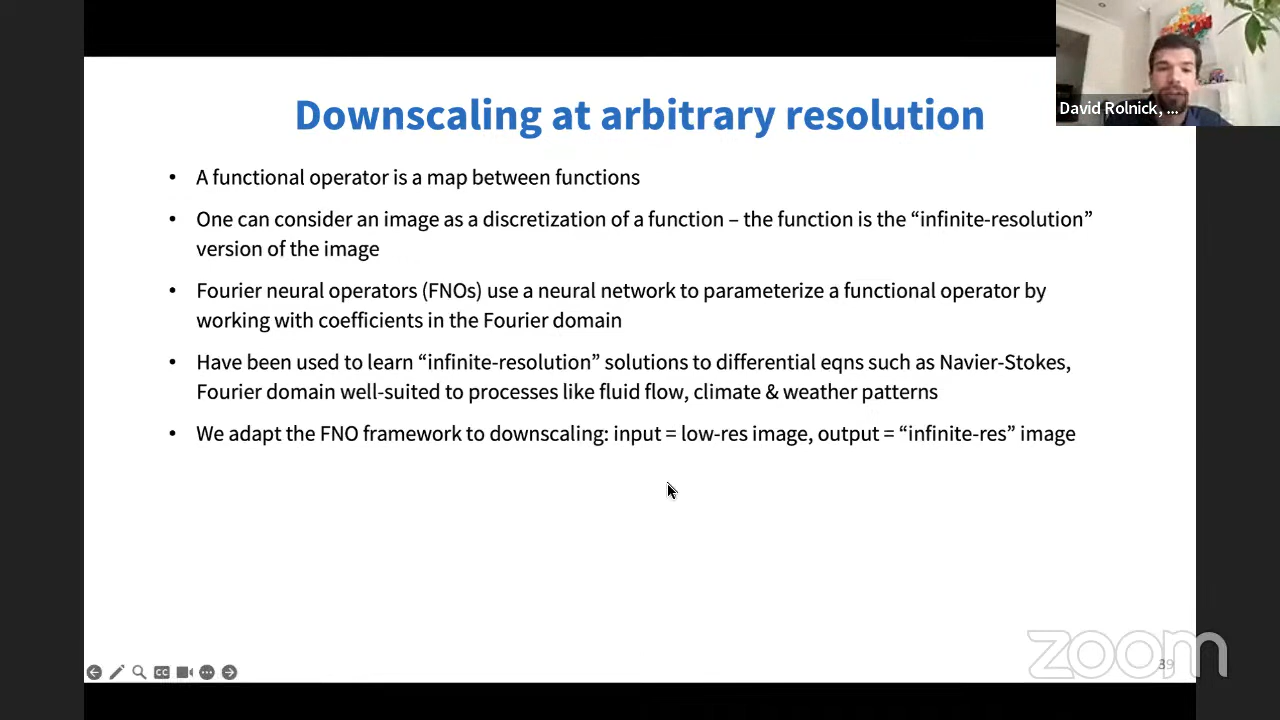 Downscaling at arbitrary resolution
David Rolnick, ...
• A functional operator is a map between functions
• One can consider an image as a discretization of a function – the function is the “infinite-resolution”
version of the image
• Fourier neural operators (FNOs) use a neural network to parameterize a functional operator by
working with coefficients in the Fourier domain
• Have been used to learn “infinite-resolution” solutions to differential eqns such as Navier-Stokes,
Fourier domain well-suited to processes like fluid flow, climate & weather patterns
• We adapt the FNO framework to downscaling: input = low-res image, output = “infinite-res” image
zoom
39
CC